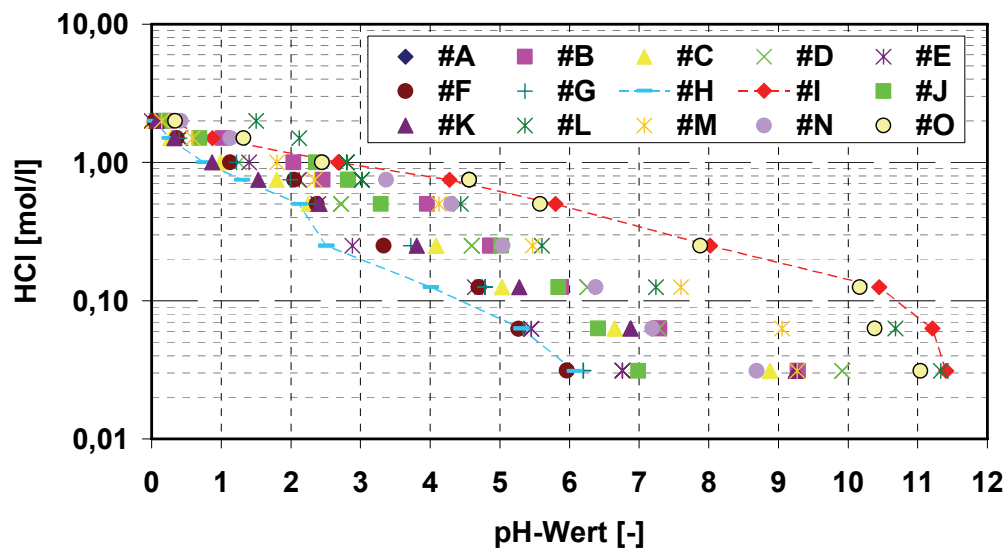 10,00
#A #B #C #D #E
#F #G #H #I #J
#K #L #M #N #O
1,00
0,10
0,01
HCl [mol/l]
0 1 2 3 4 5 6 7 8 9 10 11 12
pH-Wert [-]